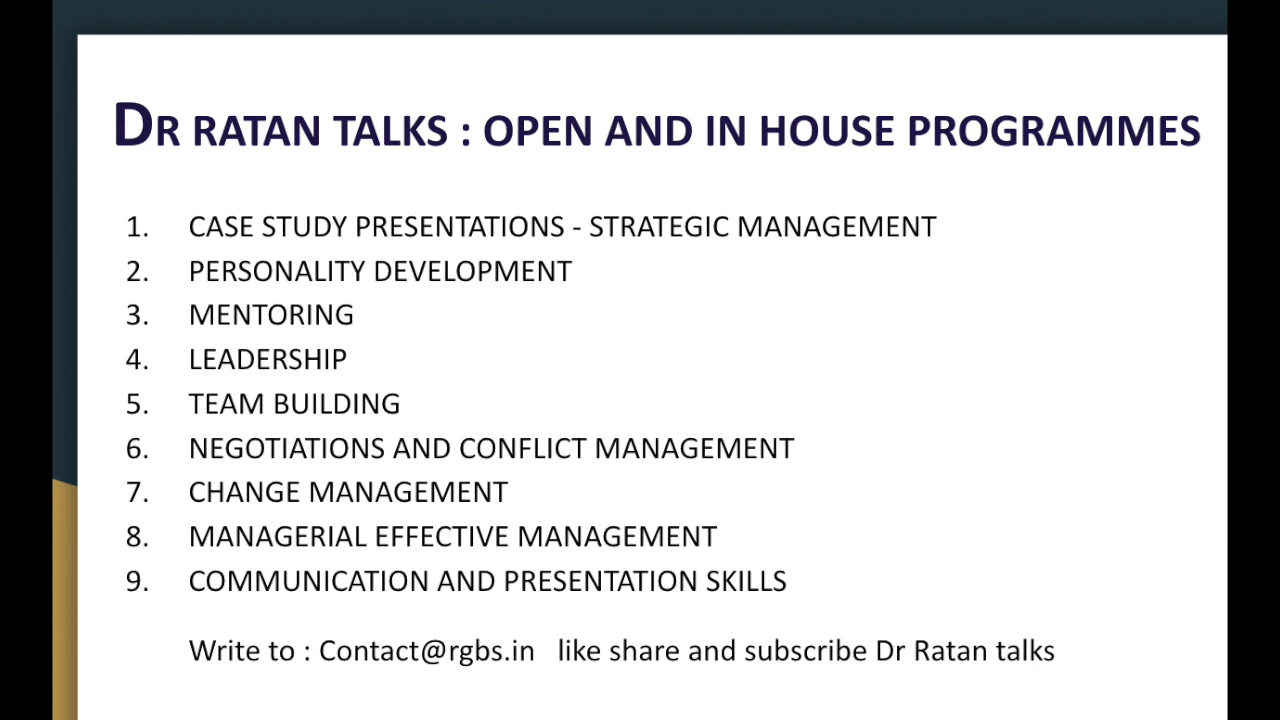 DR RATAN TALKS : OPEN AND IN HOUSE PROGRAMMES
1. CASE STUDY PRESENTATIONS - STRATEGIC MANAGEMENT
2. PERSONALITY DEVELOPMENT
3. MENTORING
4. LEADERSHIP
5. TEAM BUILDING
6. NEGOTIATIONS AND CONFLICT MANAGEMENT
7. CHANGE MANAGEMENT
8. MANAGERIAL EFFECTIVE MANAGEMENT
9. COMMUNICATION AND PRESENTATION SKILLS
Write to : Contact@rgbs.in like share and subscribe Dr Ratan talks